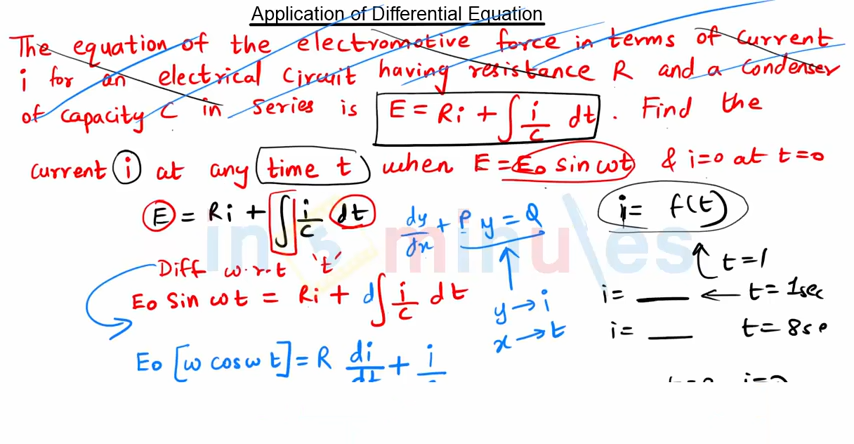 Application of Differential Equation
The equation of the electromotive force in terms of current
i for an electrical circuit having resistance R and a condenser
of capacity C in series is E = Ri + ∫ i/c dt . Find the
current i at any time t when E = E₀ sin ωt & i=0 at t=0
E = Ri + ∫ i/c dt
dy/dx + P y = Q
i = f(t)
Diff w.r.t 't'
t=1
E₀ sin ωt = Ri + d∫ i/c dt
y → i
i = ___ ← t = 1sec
x → t
i = ___ t = 8se
E₀ [ω cos ωt] = R di/dt + i/
in 5 minutes